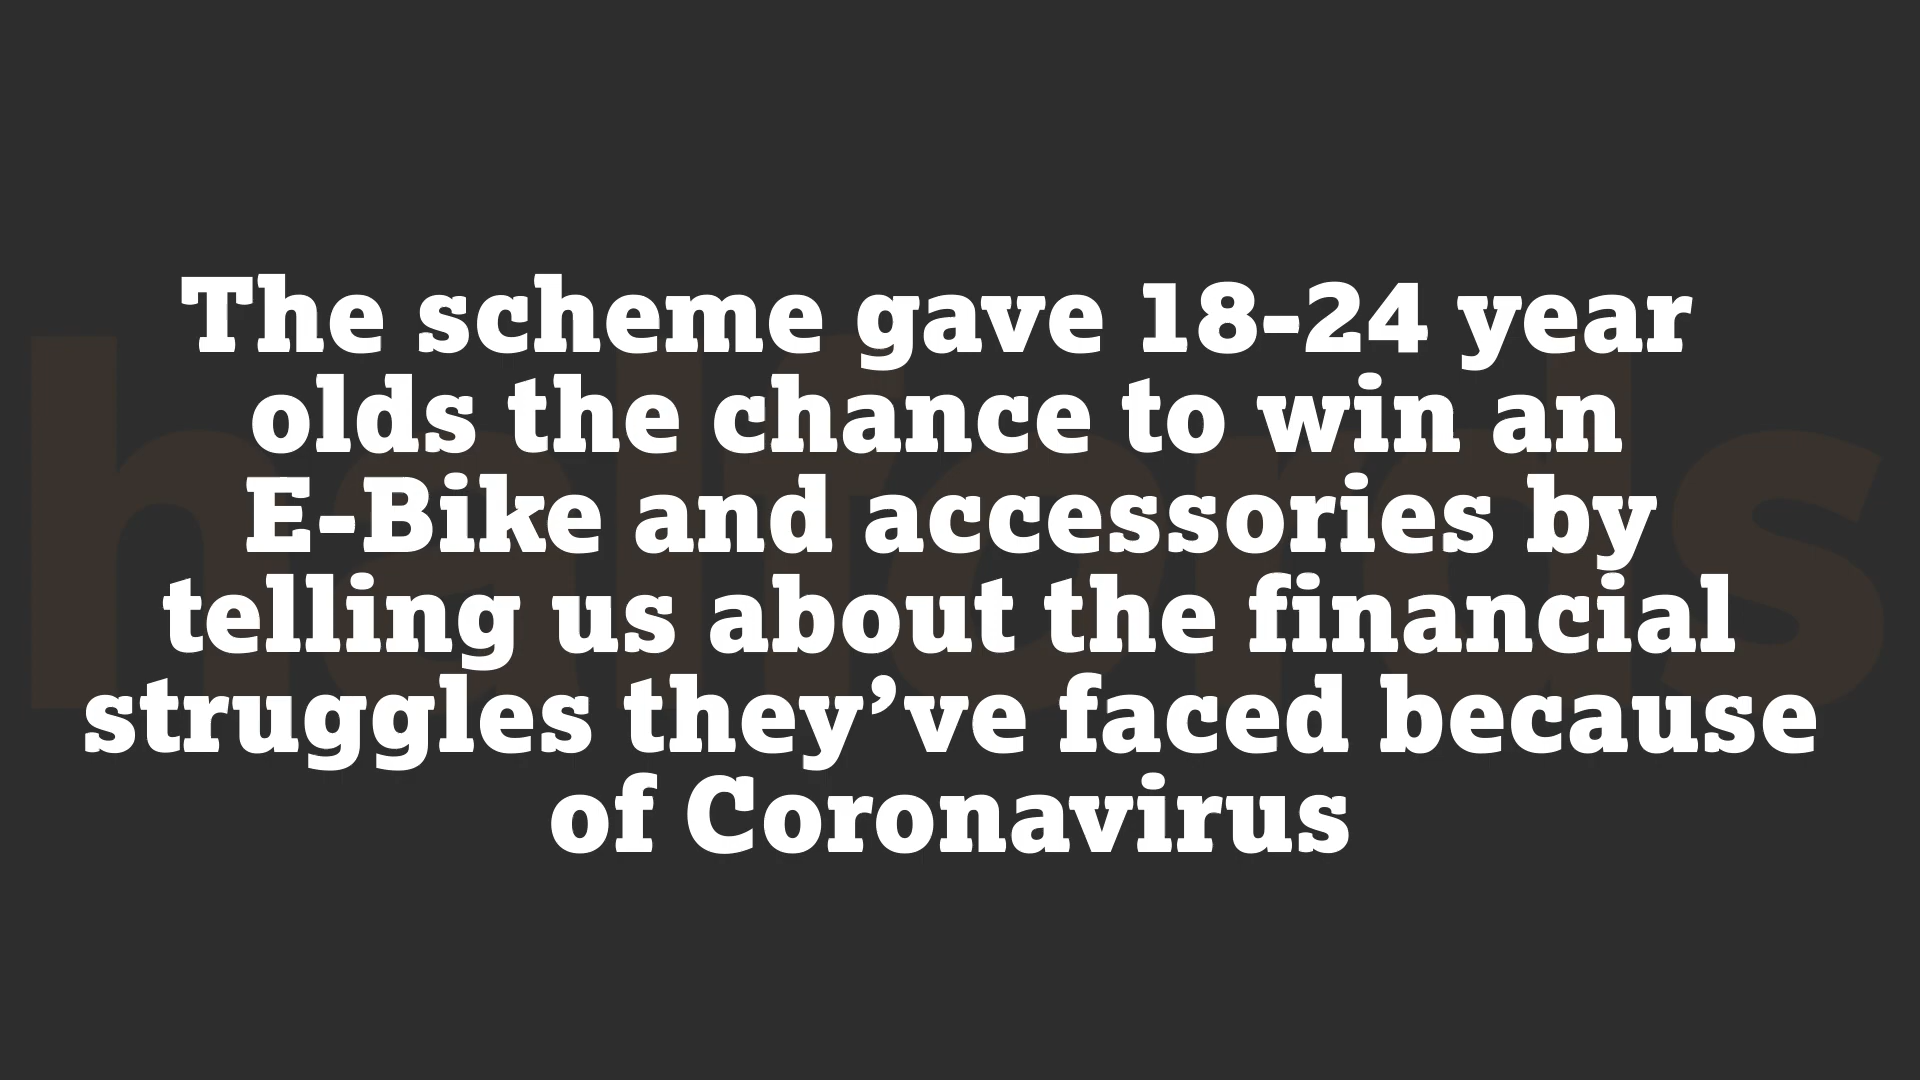 The scheme gave 18-24 year
olds the chance to win an
E-Bike and accessories by
telling us about the financial
struggles they’ve faced because
of Coronavirus
halfords